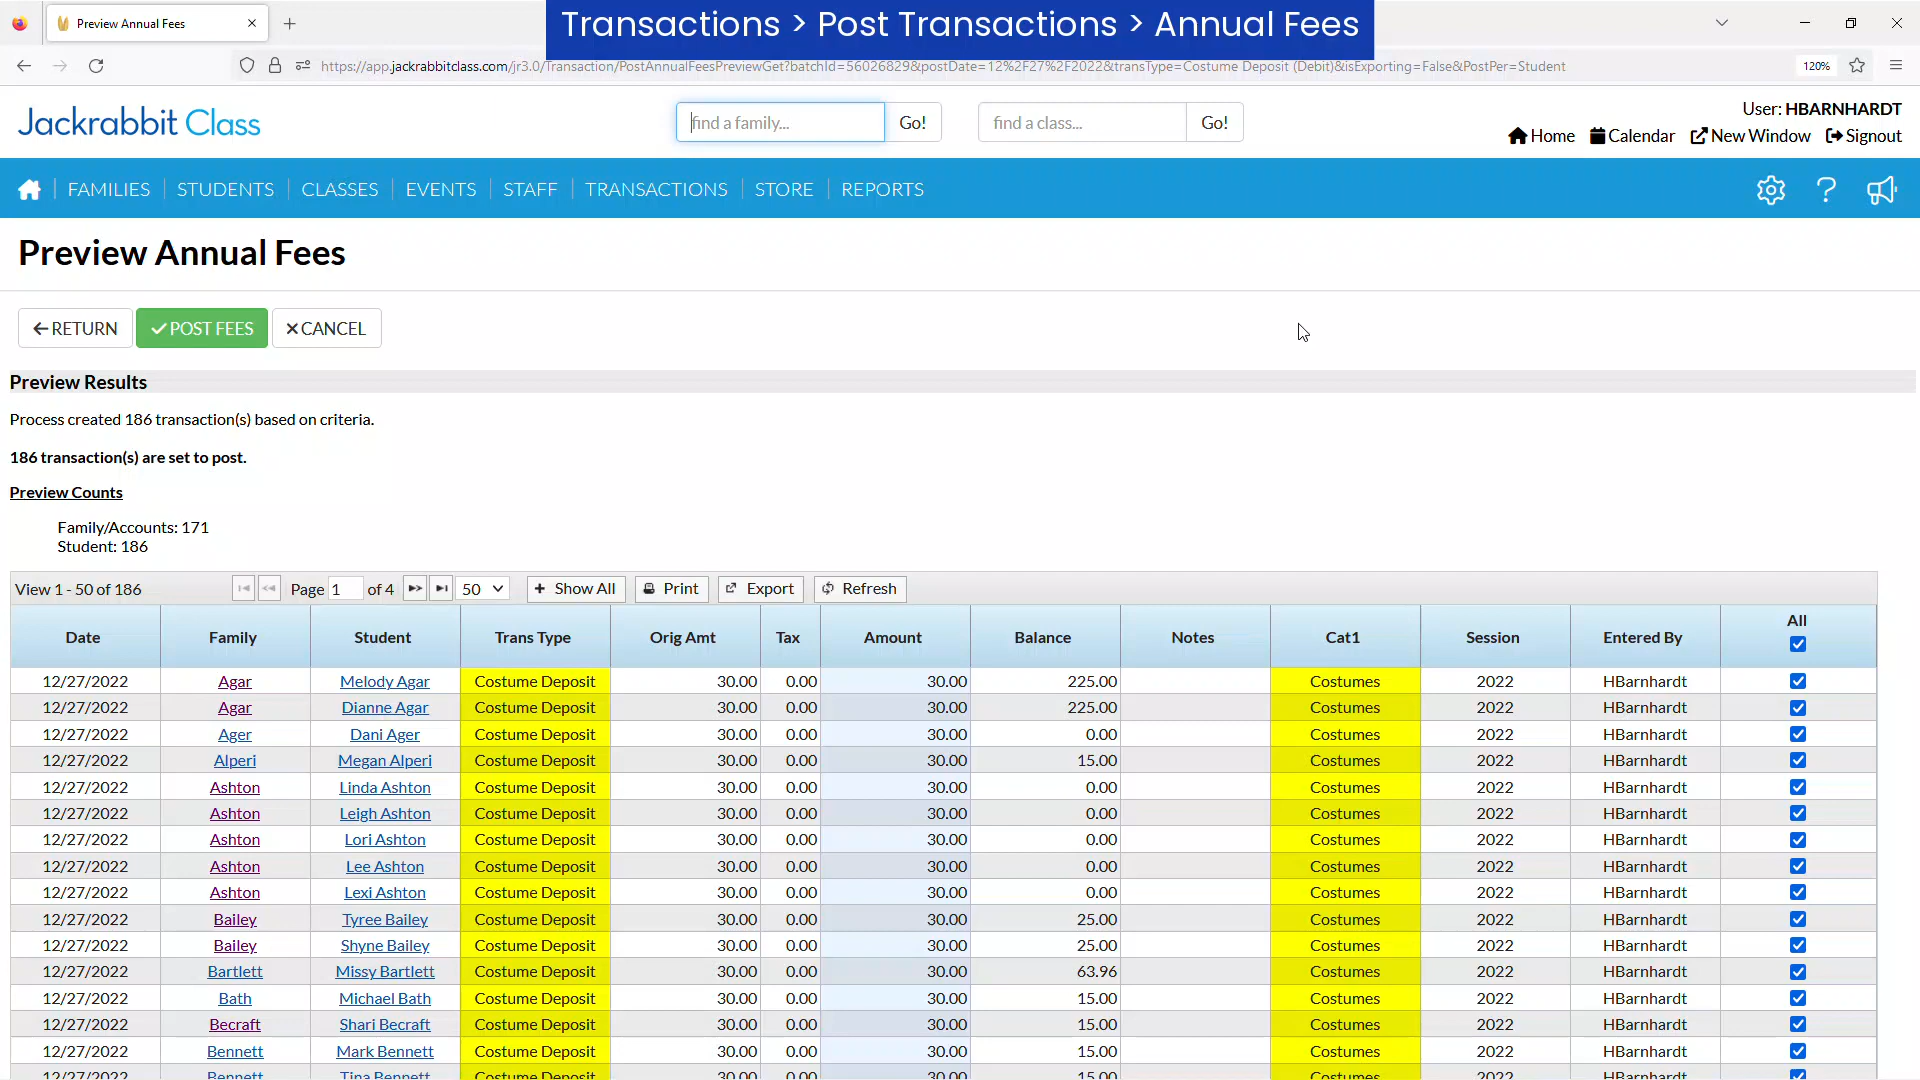 Preview Annual Fees
Transactions > Post Transactions > Annual Fees
https://app.jackrabbitclass.com/jr3.0/Transaction/PostAnnualFeesPreviewGet?batchId=56026829&postDate=12%2F27%2F2022&transType=Costume Deposit (Debit)&isExporting=False&PostPer=Student
120%
Jackrabbit Class
find a family... Go! find a class... Go!
User: HBARNHARDT
Home Calendar New Window Signout
FAMILIES STUDENTS CLASSES EVENTS STAFF TRANSACTIONS STORE REPORTS
Preview Annual Fees
RETURN POST FEES CANCEL
Preview Results
Process created 186 transaction(s) based on criteria.
186 transaction(s) are set to post.
Preview Counts
Family/Accounts: 171
Student: 186
View 1 - 50 of 186 Page 1 of 4 50 Show All Print Export Refresh
Date Family Student Trans Type Orig Amt Tax Amount Balance Notes Cat1 Session Entered By All
12/27/2022 Agar Melody Agar Costume Deposit 30.00 0.00 30.00 225.00 Costumes 2022 HBarnhardt
12/27/2022 Agar Dianne Agar Costume Deposit 30.00 0.00 30.00 225.00 Costumes 2022 HBarnhardt
12/27/2022 Ager Dani Ager Costume Deposit 30.00 0.00 30.00 0.00 Costumes 2022 HBarnhardt
12/27/2022 Alperi Megan Alperi Costume Deposit 30.00 0.00 30.00 15.00 Costumes 2022 HBarnhardt
12/27/2022 Ashton Linda Ashton Costume Deposit 30.00 0.00 30.00 0.00 Costumes 2022 HBarnhardt
12/27/2022 Ashton Leigh Ashton Costume Deposit 30.00 0.00 30.00 0.00 Costumes 2022 HBarnhardt
12/27/2022 Ashton Lori Ashton Costume Deposit 30.00 0.00 30.00 0.00 Costumes 2022 HBarnhardt
12/27/2022 Ashton Lee Ashton Costume Deposit 30.00 0.00 30.00 0.00 Costumes 2022 HBarnhardt
12/27/2022 Ashton Lexi Ashton Costume Deposit 30.00 0.00 30.00 0.00 Costumes 2022 HBarnhardt
12/27/2022 Bailey Tyree Bailey Costume Deposit 30.00 0.00 30.00 25.00 Costumes 2022 HBarnhardt
12/27/2022 Bailey Shyne Bailey Costume Deposit 30.00 0.00 30.00 25.00 Costumes 2022 HBarnhardt
12/27/2022 Bartlett Missy Bartlett Costume Deposit 30.00 0.00 30.00 63.96 Costumes 2022 HBarnhardt
12/27/2022 Bath Michael Bath Costume Deposit 30.00 0.00 30.00 15.00 Costumes 2022 HBarnhardt
12/27/2022 Becraft Shari Becraft Costume Deposit 30.00 0.00 30.00 15.00 Costumes 2022 HBarnhardt
12/27/2022 Bennett Mark Bennett Costume Deposit 30.00 0.00 30.00 15.00 Costumes 2022 HBarnhardt
12/27/2022 Bennett Tina Bennett Costume Deposit 30.00 0.00 30.00 15.00 Costumes 2022 HBarnhardt